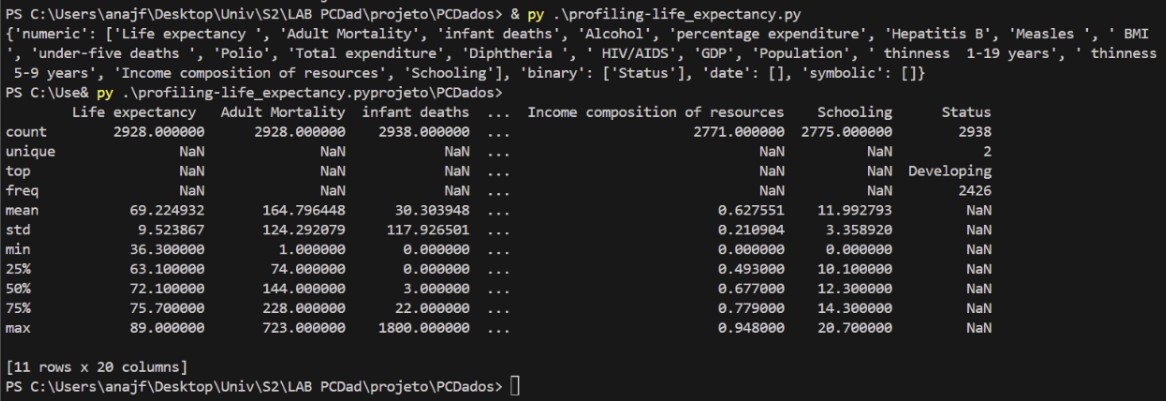 PS C:\Users\anajf\Desktop\Univ\S2\LAB PCDad\projeto\PCDados> & py .\profiling-life_expectancy.py
{'numeric': ['Life expectancy ', 'Adult Mortality', 'infant deaths', 'Alcohol', 'percentage expenditure', 'Hepatitis B', 'Measles ', ' BMI
', 'under-five deaths ', 'Polio', 'Total expenditure', 'Diphtheria ', ' HIV/AIDS', 'GDP', 'Population', ' thinness  1-19 years', ' thinness
 5-9 years', 'Income composition of resources', 'Schooling'], 'binary': ['Status'], 'date': [], 'symbolic': []}
PS C:\Use& py .\profiling-life_expectancy.pyprojeto\PCDados>
        Life expectancy   Adult Mortality  infant deaths  ...  Income composition of resources    Schooling      Status
count        2928.000000      2928.000000    2938.000000  ...                      2771.000000  2775.000000        2938
unique               NaN              NaN            NaN  ...                              NaN          NaN           2
top                  NaN              NaN            NaN  ...                              NaN          NaN  Developing
freq                 NaN              NaN            NaN  ...                              NaN          NaN        2426
mean           69.224932       164.796448      30.303948  ...                         0.627551    11.992793         NaN
std             9.523867       124.292079     117.926501  ...                         0.210904     3.358920         NaN
min            36.300000         1.000000       0.000000  ...                         0.000000     0.000000         NaN
25%            63.100000        74.000000       0.000000  ...                         0.493000    10.100000         NaN
50%            72.100000       144.000000       3.000000  ...                         0.677000    12.300000         NaN
75%            75.700000       228.000000      22.000000  ...                         0.779000    14.300000         NaN
max            89.000000       723.000000    1800.000000  ...                         0.948000    20.700000         NaN
[11 rows x 20 columns]
PS C:\Users\anajf\Desktop\Univ\S2\LAB PCDad\projeto\PCDados>